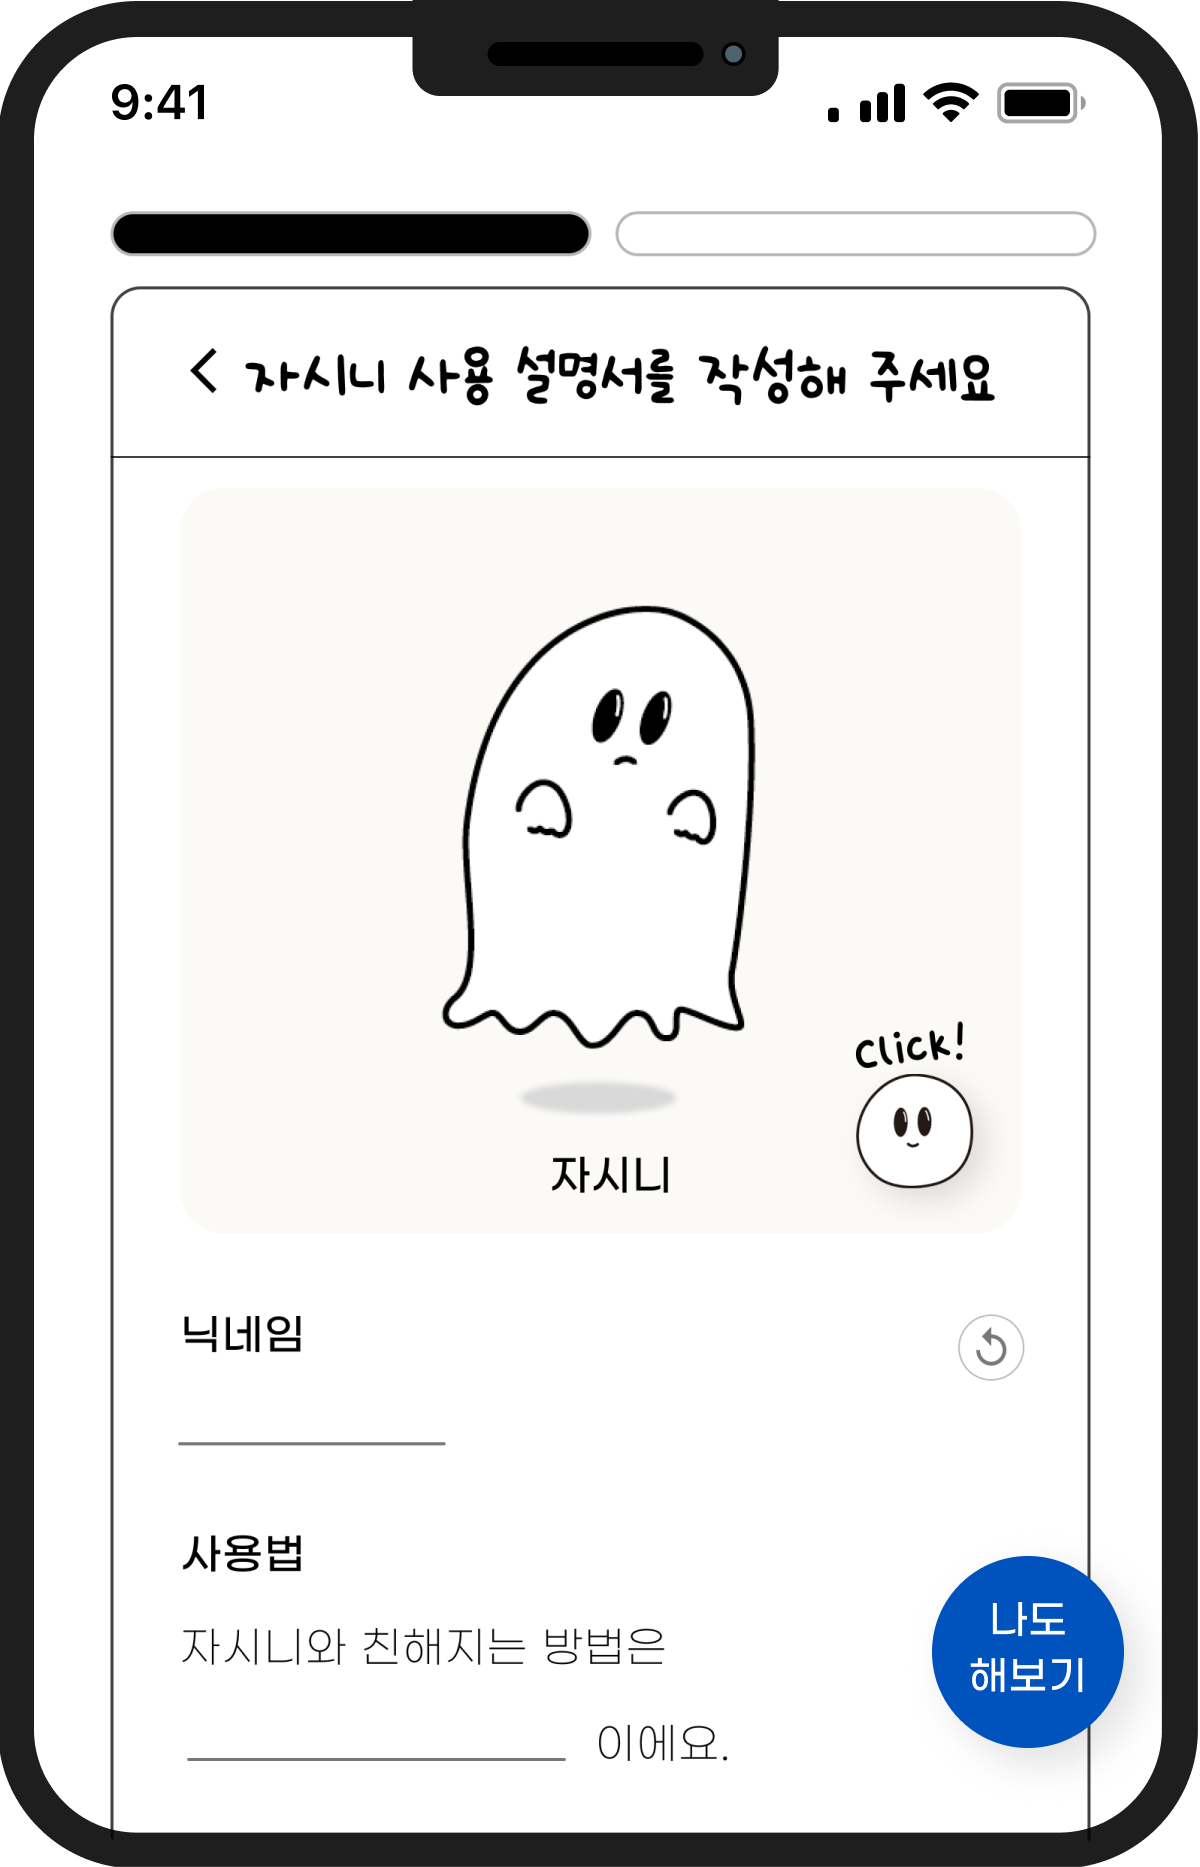 9:41
자시니 사용 설명서를 작성해 주세요
Click!
자시니
닉네임
사용법
자시니와 친해지는 방법은
이에요.
나도
해보기